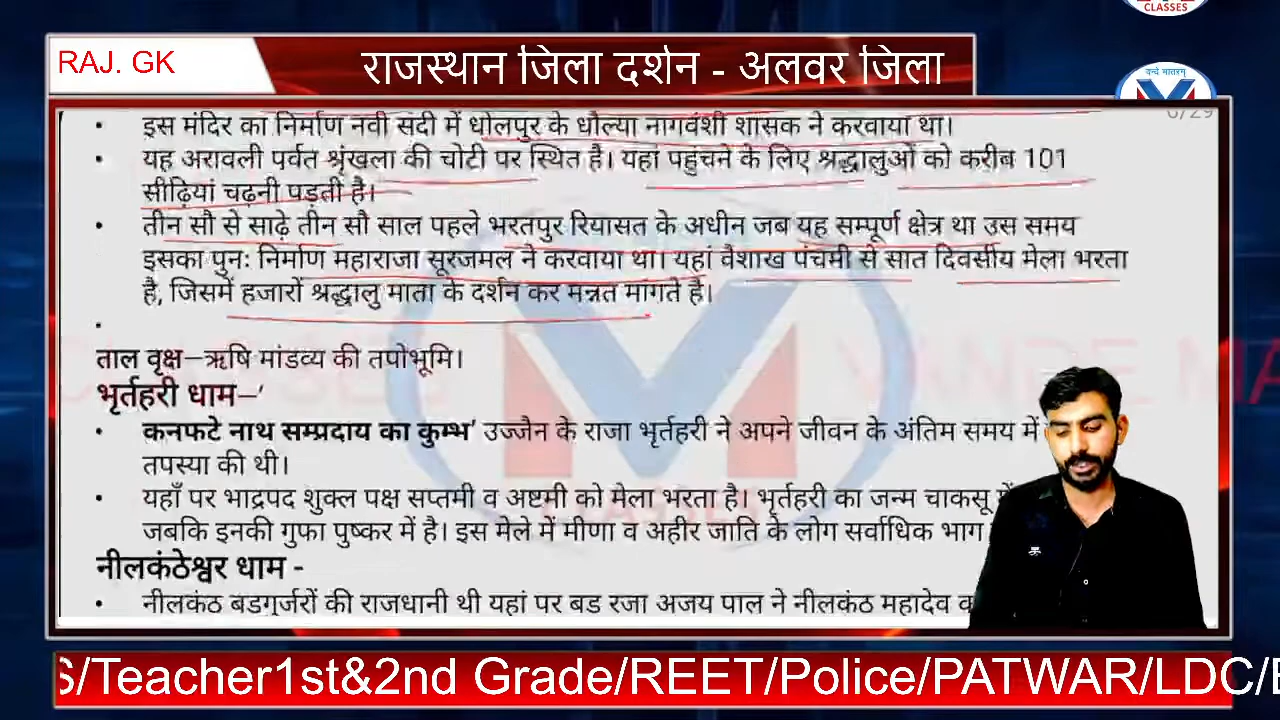 CLASSES
RAJ. GK
राजस्थान जिला दर्शन - अलवर जिला
वन्दे मातरम्
6/29
• इस मंदिर का निर्माण नवी सदी में धोलपुर के धौल्या नागवंशी शासक ने करवाया था।
• यह अरावली पर्वत श्रृंखला की चोटी पर स्थित है। यहां पहुंचने के लिए श्रद्धालुओं को करीब 101
सीढ़ियां चढ़नी पड़ती है।
• तीन सौ से साढ़े तीन सौ साल पहले भरतपुर रियासत के अधीन जब यह सम्पूर्ण क्षेत्र था उस समय
इसका पुनः निर्माण महाराजा सूरजमल ने करवाया था। यहां वैशाख पंचमी से सात दिवसीय मेला भरता
है, जिसमें हजारों श्रद्धालु माता के दर्शन कर मन्नत मांगते है।
•
ताल वृक्ष–ऋषि मांडव्य की तपोभूमि।
भृर्तहरी धाम–'
• कनफटे नाथ सम्प्रदाय का कुम्भ' उज्जैन के राजा भृर्तहरी ने अपने जीवन के अंतिम समय में
तपस्या की थी।
• यहाँ पर भाद्रपद शुक्ल पक्ष सप्तमी व अष्टमी को मेला भरता है। भृर्तहरी का जन्म चाकसू
जबकि इनकी गुफा पुष्कर में है। इस मेले में मीणा व अहीर जाति के लोग सर्वाधिक भाग
नीलकंठेश्वर धाम -
• नीलकंठ बडगुर्जरों की राजधानी थी यहां पर बड रजा अजय पाल ने नीलकंठ महादेव
S/Teacher1st&2nd Grade/REET/Police/PATWAR/LDC/